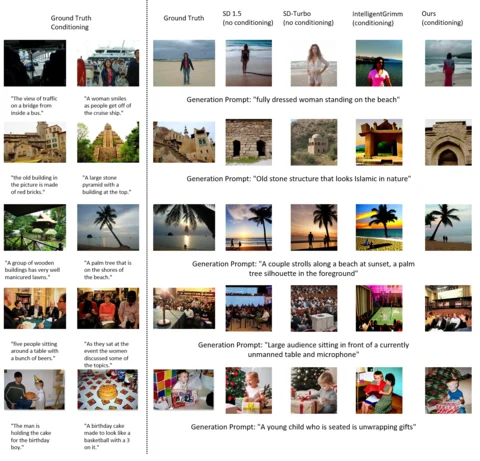 Ground Truth
Conditioning
Ground Truth
SD 1.5
(no conditioning)
SD-Turbo
(no conditioning)
IntelligentGrimm
(conditioning)
Ours
(conditioning)
"The view of traffic
on a bridge from
inside a bus."
"A woman smiles
as people get off of
the cruise ship."
Generation Prompt: "fully dressed woman standing on the beach"
"the old building in
the picture is made
of red bricks."
"A large stone
pyramid with a
building at the top."
Generation Prompt: "Old stone structure that looks Islamic in nature"
"A group of wooden
buildings has very well
manicured lawns."
"A palm tree that is
on the shores of
the beach."
Generation Prompt: "A couple strolls along a beach at sunset, a palm
tree silhouette in the foreground"
"five people sitting
around a table with
a bunch of beers."
"As they sat at the
event the women
discussed some of
the topics."
Generation Prompt: "Large audience sitting in front of a currently
unmanned table and microphone"
"The man is
holding the cake
for the birthday
boy."
"A birthday cake
made to look like a
basketball with a 3
on it."
Generation Prompt: "A young child who is seated is unwrapping gifts"